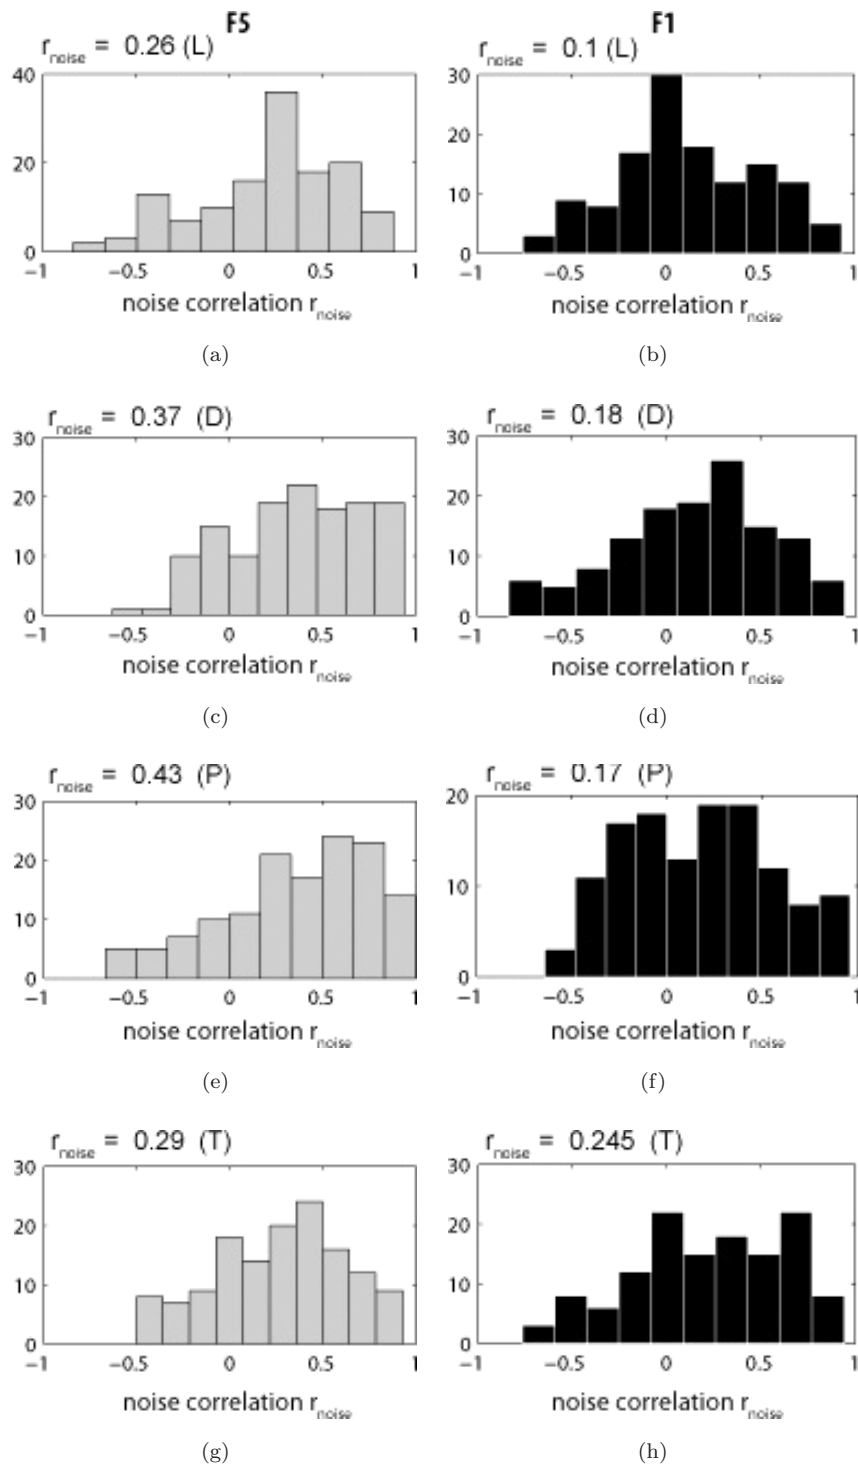 F5 F1
r_noise = 0.26 (L) r_noise = 0.1 (L)
40 30
20 20
10
0 0
−1 −0.5 0 0.5 1 −1 −0.5 0 0.5 1
noise correlation r_noise noise correlation r_noise
(a) (b)
r_noise = 0.37 (D) r_noise = 0.18 (D)
30 30
20 20
10 10
0 0
−1 −0.5 0 0.5 1 −1 −0.5 0 0.5 1
noise correlation r_noise noise correlation r_noise
(c) (d)
r_noise = 0.43 (P) r_noise = 0.17 (P)
30 20
20
10 10
0 0
−1 −0.5 0 0.5 1 −1 −0.5 0 0.5 1
noise correlation r_noise noise correlation r_noise
(e) (f)
r_noise = 0.29 (T) r_noise = 0.245 (T)
30 30
20 20
10 10
0 0
−1 −0.5 0 0.5 1 −1 −0.5 0 0.5 1
noise correlation r_noise noise correlation r_noise
(g) (h)